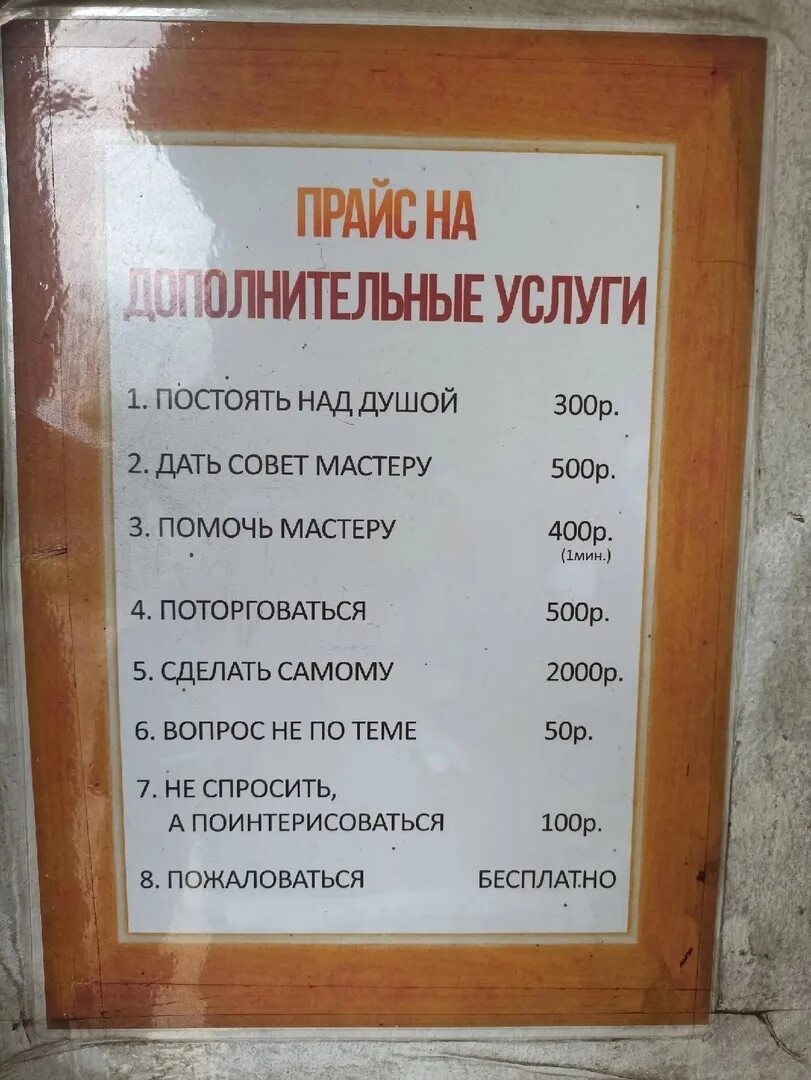 ПРАЙС НА
ДОПОЛНИТЕЛЬНЫЕ УСЛУГИ
1. ПОСТОЯТЬ НАД ДУШОЙ 300р.
2. ДАТЬ СОВЕТ МАСТЕРУ 500р.
3. ПОМОЧЬ МАСТЕРУ 400р.
(1мин.)
4. ПОТОРГОВАТЬСЯ 500р.
5. СДЕЛАТЬ САМОМУ 2000р.
6. ВОПРОС НЕ ПО ТЕМЕ 50р.
7. НЕ СПРОСИТЬ,
А ПОИНТЕРИСОВАТЬСЯ 100р.
8. ПОЖАЛОВАТЬСЯ БЕСПЛАТНО